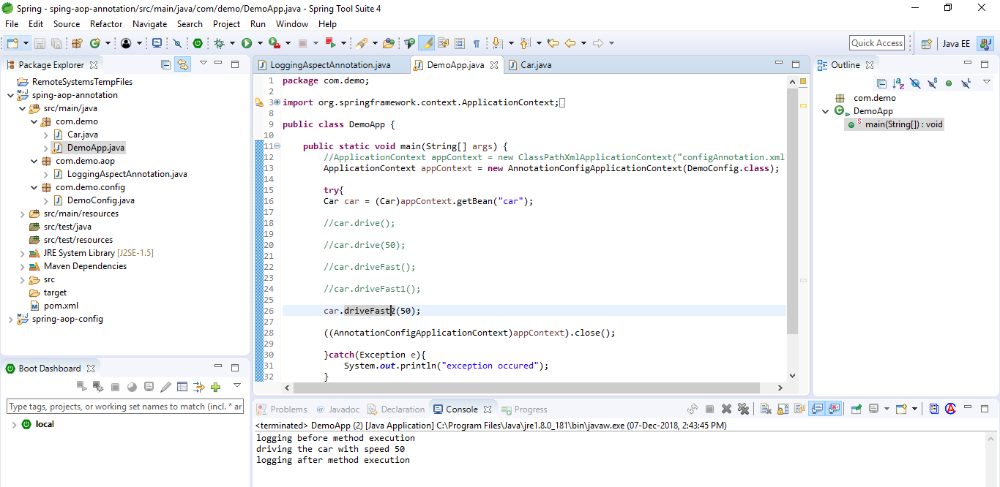 Spring - sping-aop-annotation/src/main/java/com/demo/DemoApp.java - Spring Tool Suite 4
File Edit Source Refactor Navigate Search Project Run Window Help
Quick Access
Java EE
Package Explorer
RemoteSystemsTempFiles
sping-aop-annotation
src/main/java
com.demo
Car.java
DemoApp.java
com.demo.aop
LoggingAspectAnnotation.java
com.demo.config
DemoConfig.java
src/main/resources
src/test/java
src/test/resources
JRE System Library [J2SE-1.5]
Maven Dependencies
src
target
pom.xml
spring-aop-config
Boot Dashboard
Type tags, projects, or working set names to match (incl. * ar
local
LoggingAspectAnnotation.java DemoApp.java Car.java
1 package com.demo;
2
3 import org.springframework.context.ApplicationContext;
8
9 public class DemoApp {
10
11 public static void main(String[] args) {
12 //ApplicationContext appContext = new ClassPathXmlApplicationContext("configAnnotation.xml"
13 ApplicationContext appContext = new AnnotationConfigApplicationContext(DemoConfig.class);
14
15 try{
16 Car car = (Car)appContext.getBean("car");
17
18 //car.drive();
19
20 //car.drive(50);
21
22 //car.driveFast();
23
24 //car.driveFast1();
25
26 car.driveFast2(50);
27
28 ((AnnotationConfigApplicationContext)appContext).close();
29
30 }catch(Exception e){
31 System.out.println("exception occured");
32 }
Outline
com.demo
DemoApp
main(String[]) : void
Problems @ Javadoc Declaration Console Progress
<terminated> DemoApp (2) [Java Application] C:\Program Files\Java\jre1.8.0_181\bin\javaw.exe (07-Dec-2018, 2:43:45 PM)
logging before method execution
driving the car with speed 50
logging after method execution